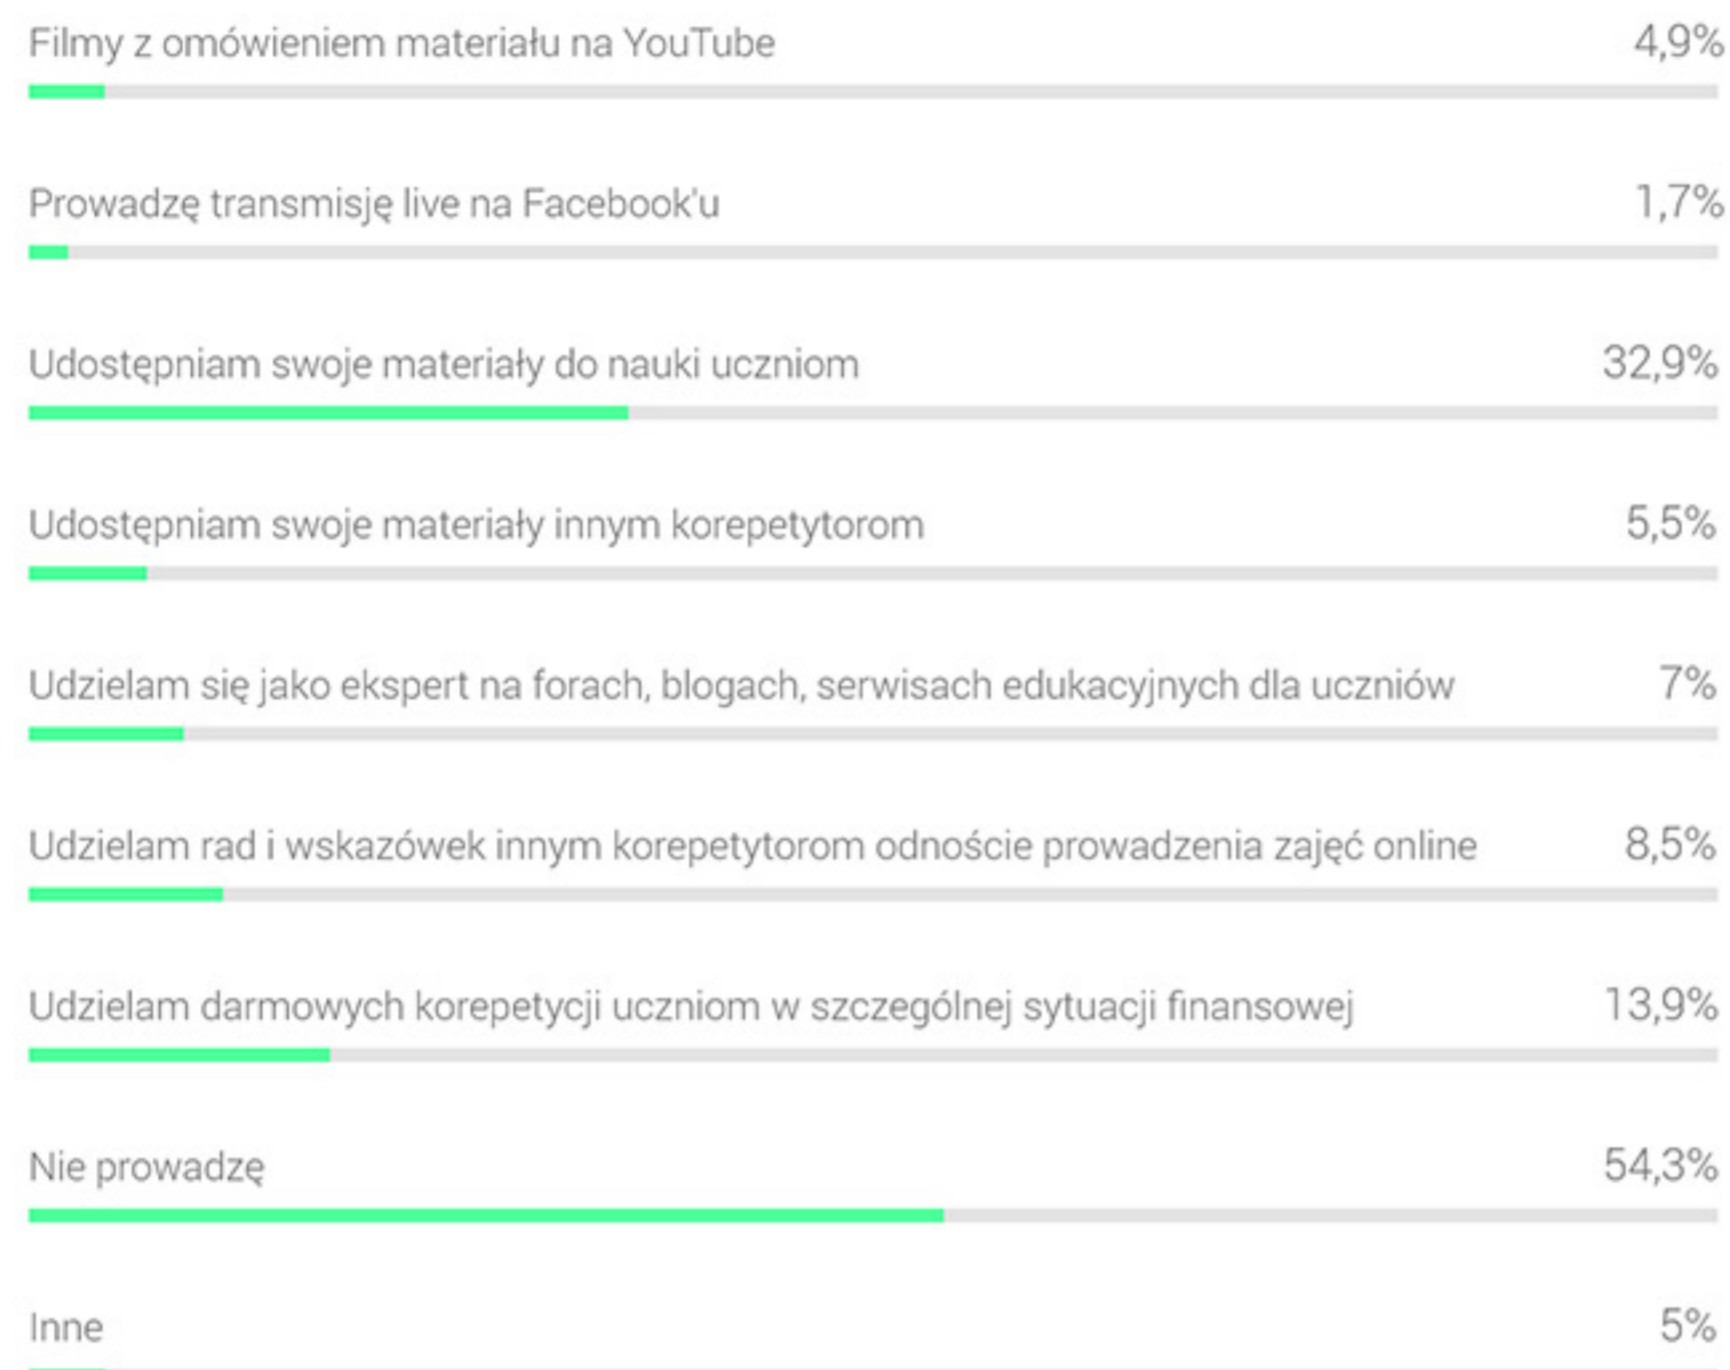 Filmy z omówieniem materiału na YouTube 4,9%
Prowadzę transmisję live na Facebook'u 1,7%
Udostępniam swoje materiały do nauki uczniom 32,9%
Udostępniam swoje materiały innym korepetytorom 5,5%
Udzielam się jako ekspert na forach, blogach, serwisach edukacyjnych dla uczniów 7%
Udzielam rad i wskazówek innym korepetytorom odnoście prowadzenia zajęć online 8,5%
Udzielam darmowych korepetycji uczniom w szczególnej sytuacji finansowej 13,9%
Nie prowadzę 54,3%
Inne 5%